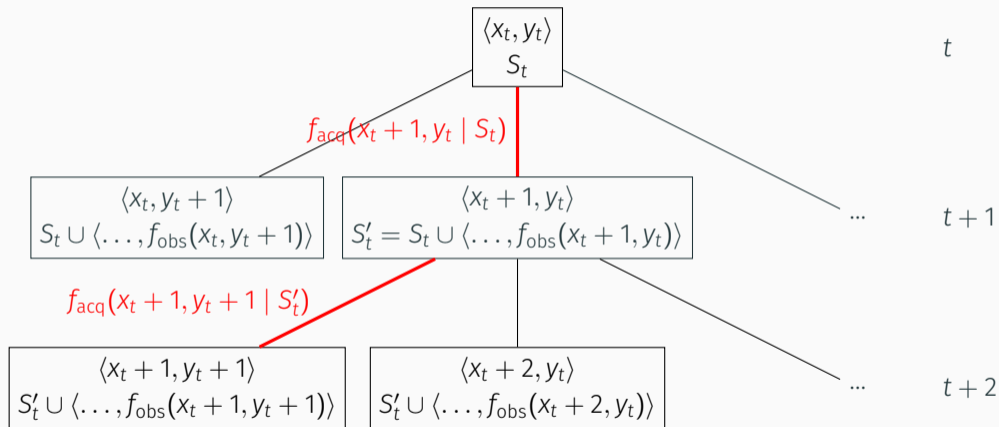 ⟨x_t, y_t⟩
S_t
t
f_acq(x_t + 1, y_t | S_t)
⟨x_t, y_t + 1⟩
S_t ∪ ⟨…, f_obs(x_t, y_t + 1)⟩
⟨x_t + 1, y_t⟩
S′_t = S_t ∪ ⟨…, f_obs(x_t + 1, y_t)⟩
...
t + 1
f_acq(x_t + 1, y_t + 1 | S′_t)
⟨x_t + 1, y_t + 1⟩
S′_t ∪ ⟨…, f_obs(x_t + 1, y_t + 1)⟩
⟨x_t + 2, y_t⟩
S′_t ∪ ⟨…, f_obs(x_t + 2, y_t)⟩
...
t + 2